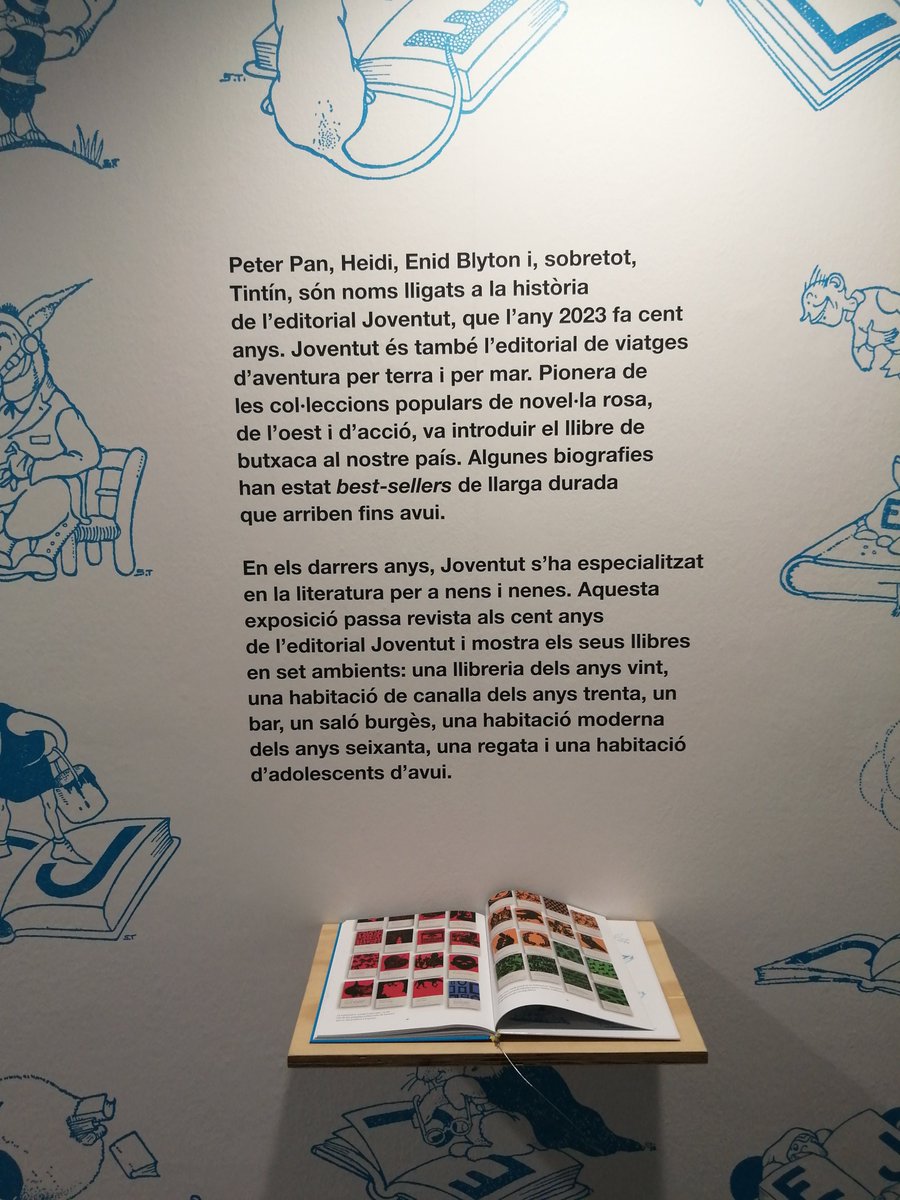 S.T.
S.T
E
L
Peter Pan, Heidi, Enid Blyton i, sobretot,
Tintín, són noms lligats a la història
de l’editorial Joventut, que l’any 2023 fa cent
anys. Joventut és també l’editorial de viatges
d’aventura per terra i per mar. Pionera de
les col·leccions populars de novel·la rosa,
de l’oest i d’acció, va introduir el llibre de
butxaca al nostre país. Algunes biografies
han estat best-sellers de llarga durada
que arriben fins avui.
S.T
E
En els darrers anys, Joventut s’ha especialitzat
en la literatura per a nens i nenes. Aquesta
exposició passa revista als cent anys
de l’editorial Joventut i mostra els seus llibres
en set ambients: una llibreria dels anys vint,
una habitació de canalla dels anys trenta, un
bar, un saló burgès, una habitació moderna
dels anys seixanta, una regata i una habitació
d’adolescents d’avui.
J
S.T
I
E
F
J